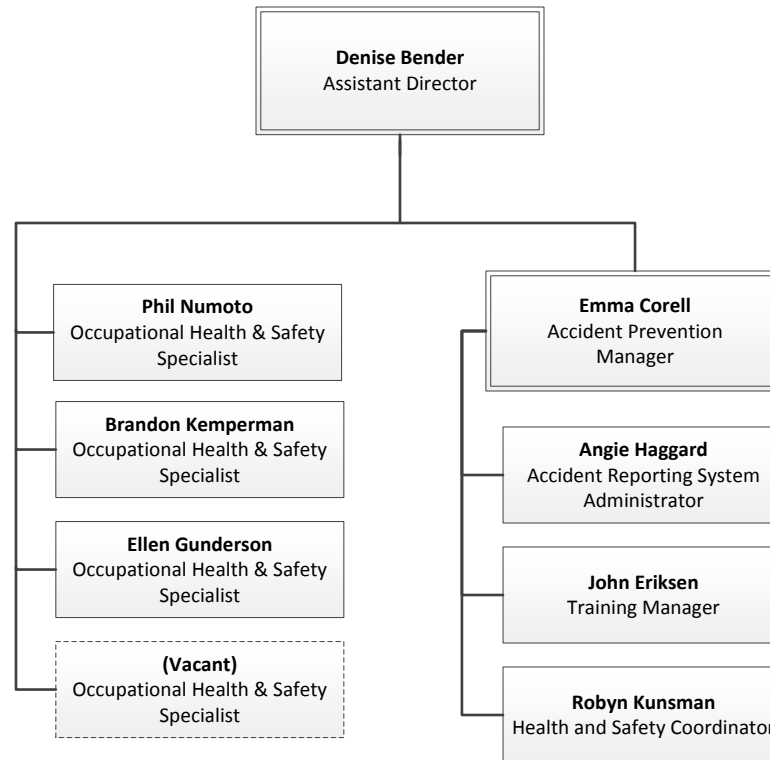 Denise Bender
Assistant Director
Phil Numoto
Occupational Health & Safety
Specialist
Brandon Kemperman
Occupational Health & Safety
Specialist
Ellen Gunderson
Occupational Health & Safety
Specialist
(Vacant)
Occupational Health & Safety
Specialist
Emma Corell
Accident Prevention
Manager
Angie Haggard
Accident Reporting System
Administrator
John Eriksen
Training Manager
Robyn Kunsman
Health and Safety Coordinator